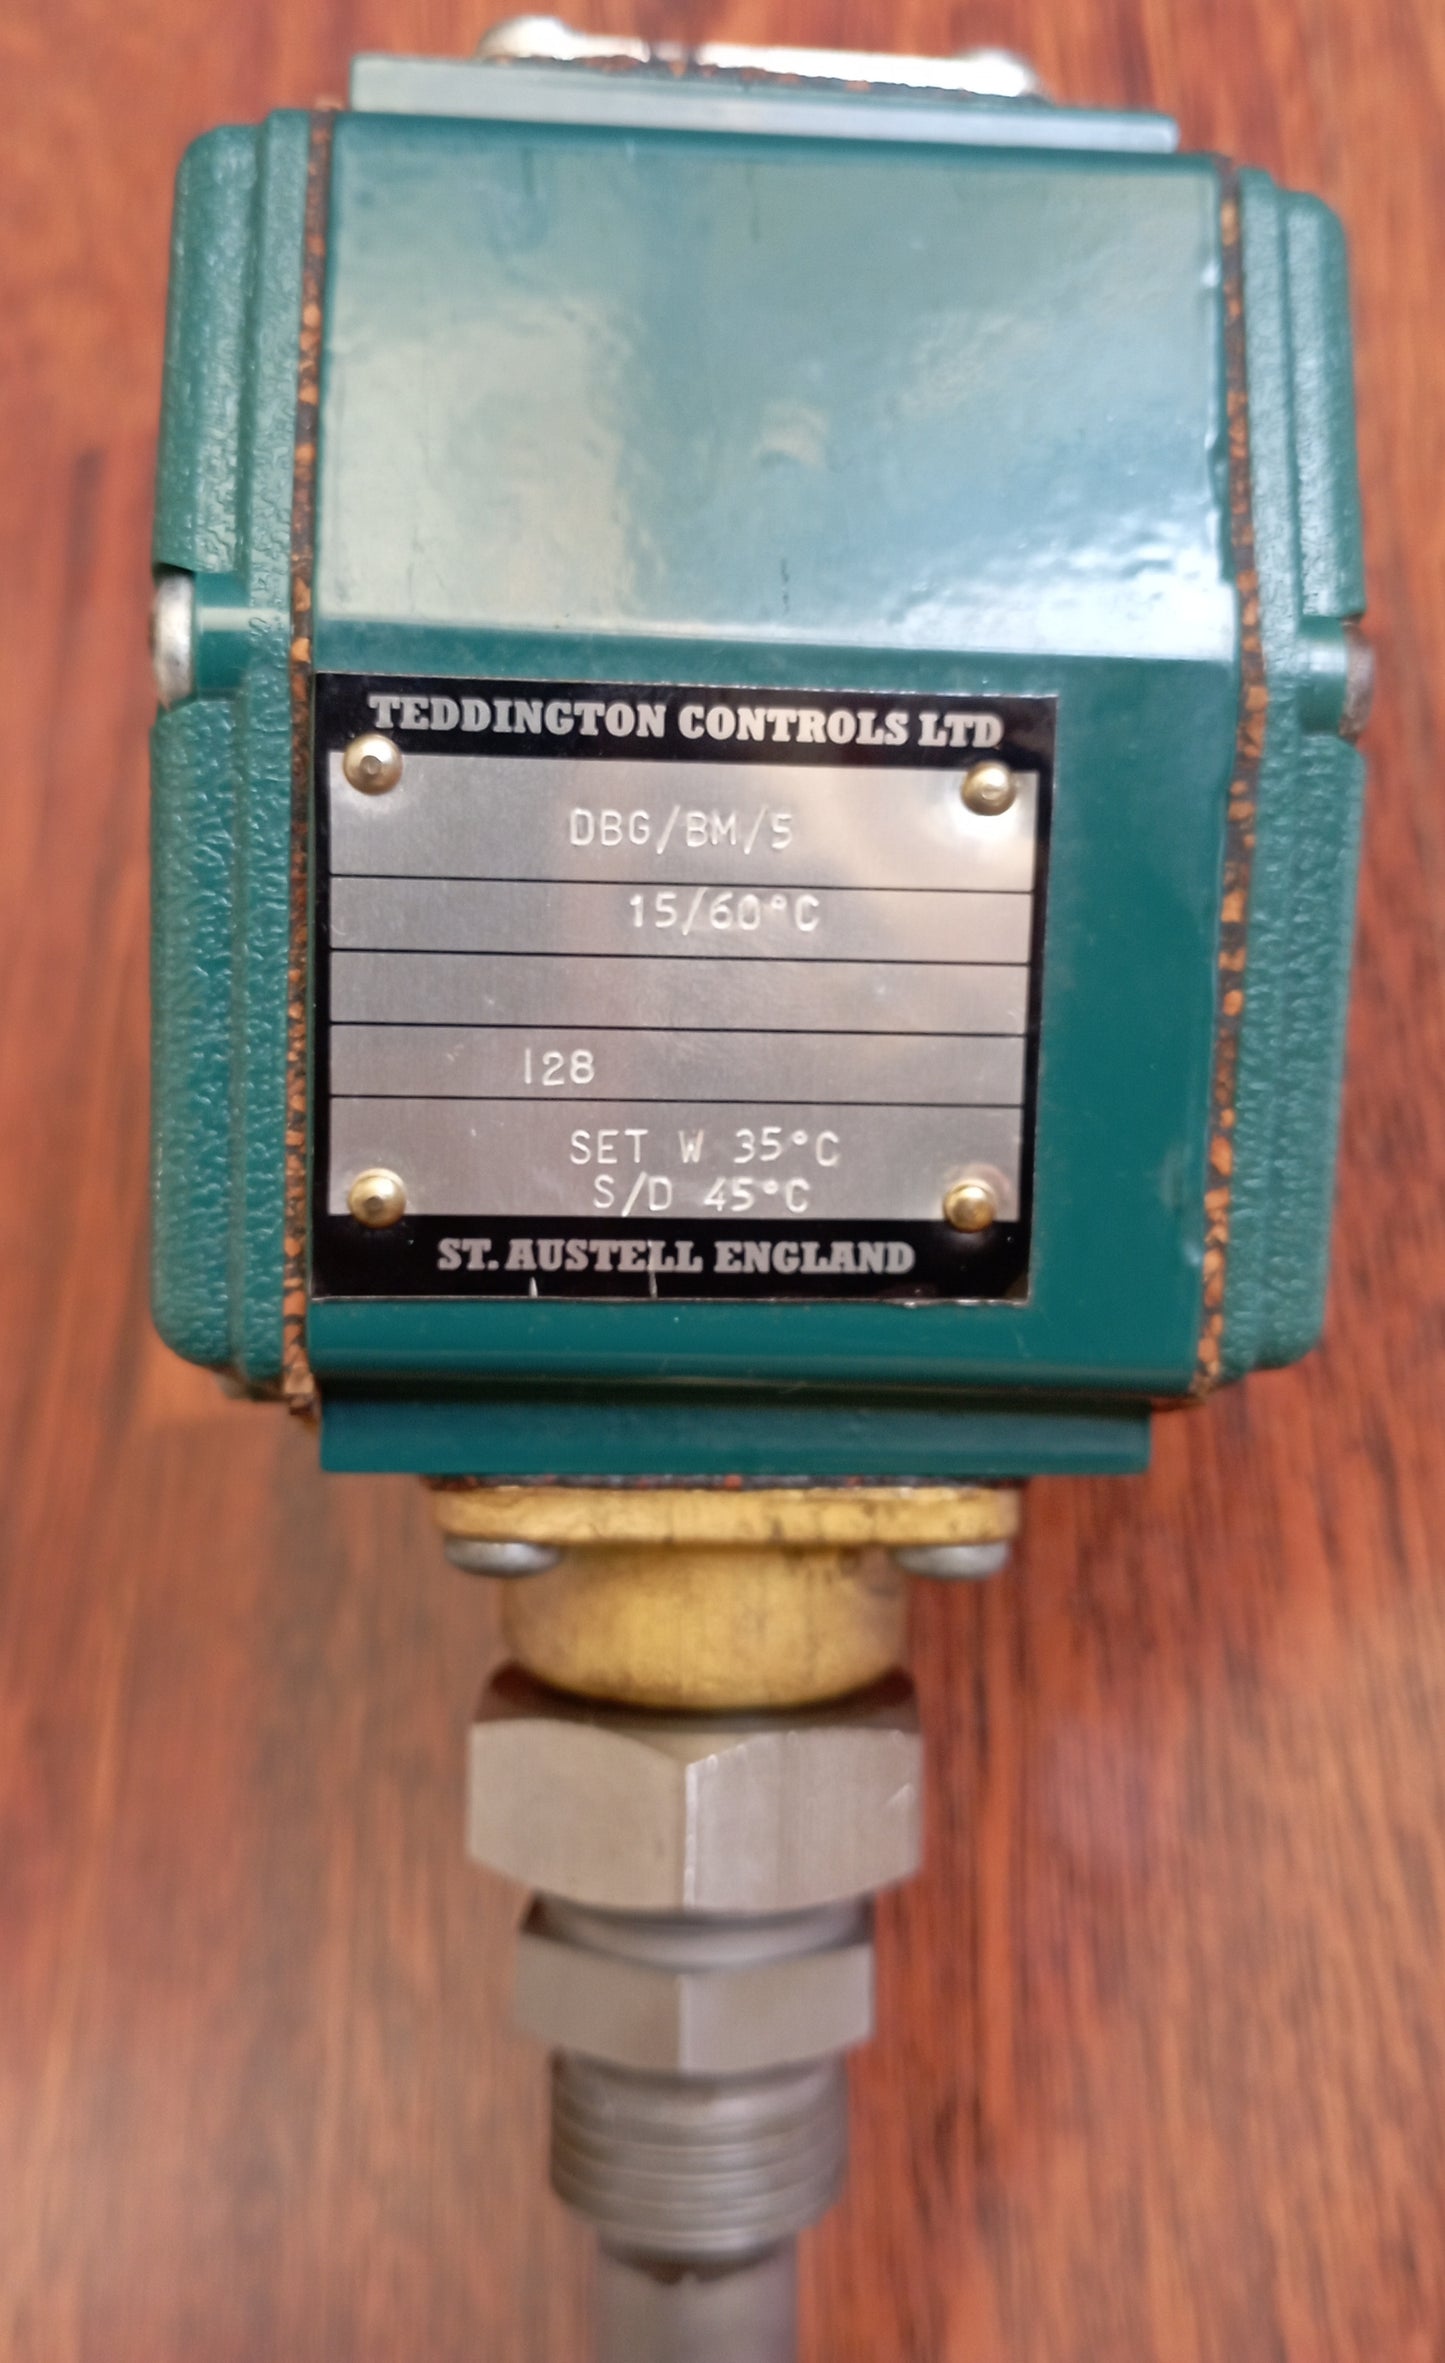 TEDDINGTON CONTROLS LTD
DBG/BM/5
15/60°C
128
SET W 35°C
S/D 45°C
ST. AUSTELL ENGLAND